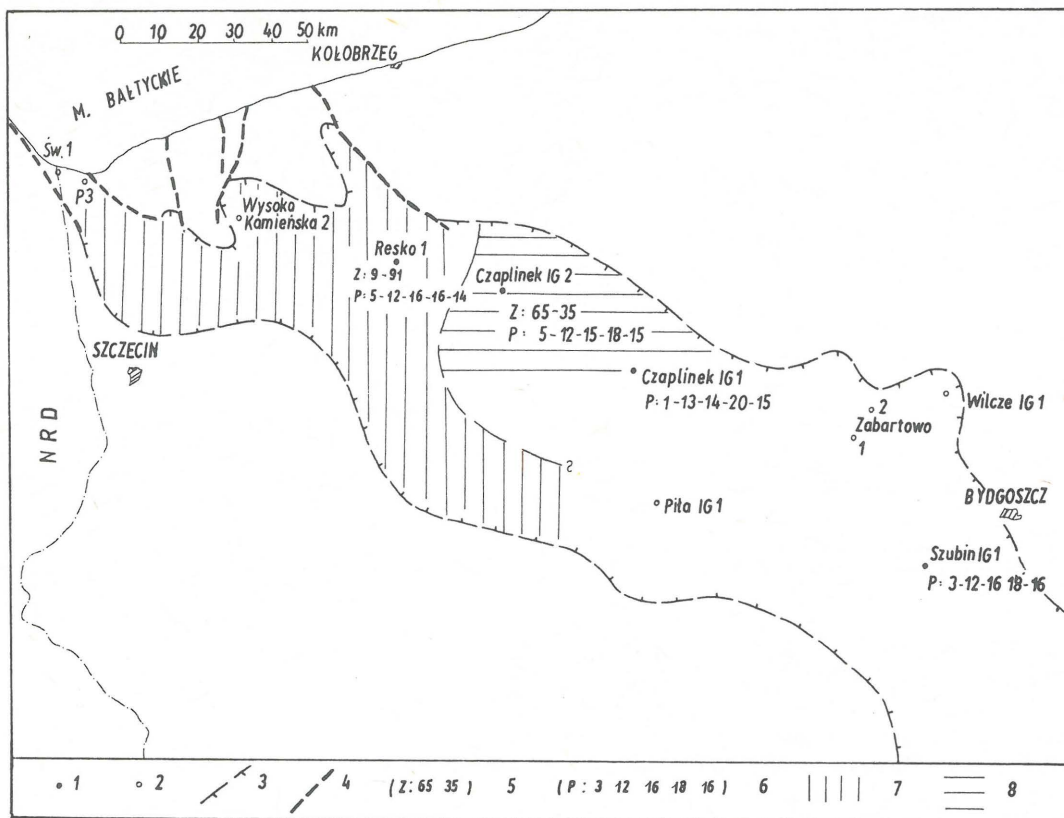 0 10 20 30 50 km
KOŁOBRZEG
M. BAŁTYCKIE
Św.1
P3
Wysoka
Kamieńska 2
Resko 1
Z: 9-91
P: 5-12-16-16-14
Czaplinek IG 2
Z: 65-35
P: 5-12-15-18-15
SZCZECIN
Czaplinek IG 1
P: 1-13-14-20-15
Wilcze IG 1
2
Zabartowo
1
NRD
?
Piła IG 1
BYDGOSZCZ
Szubin IG 1
P: 3-12-16 18-16
1 2 3 4 (Z: 65 35) 5 (P: 3 12 16 18 16) 6 7 8